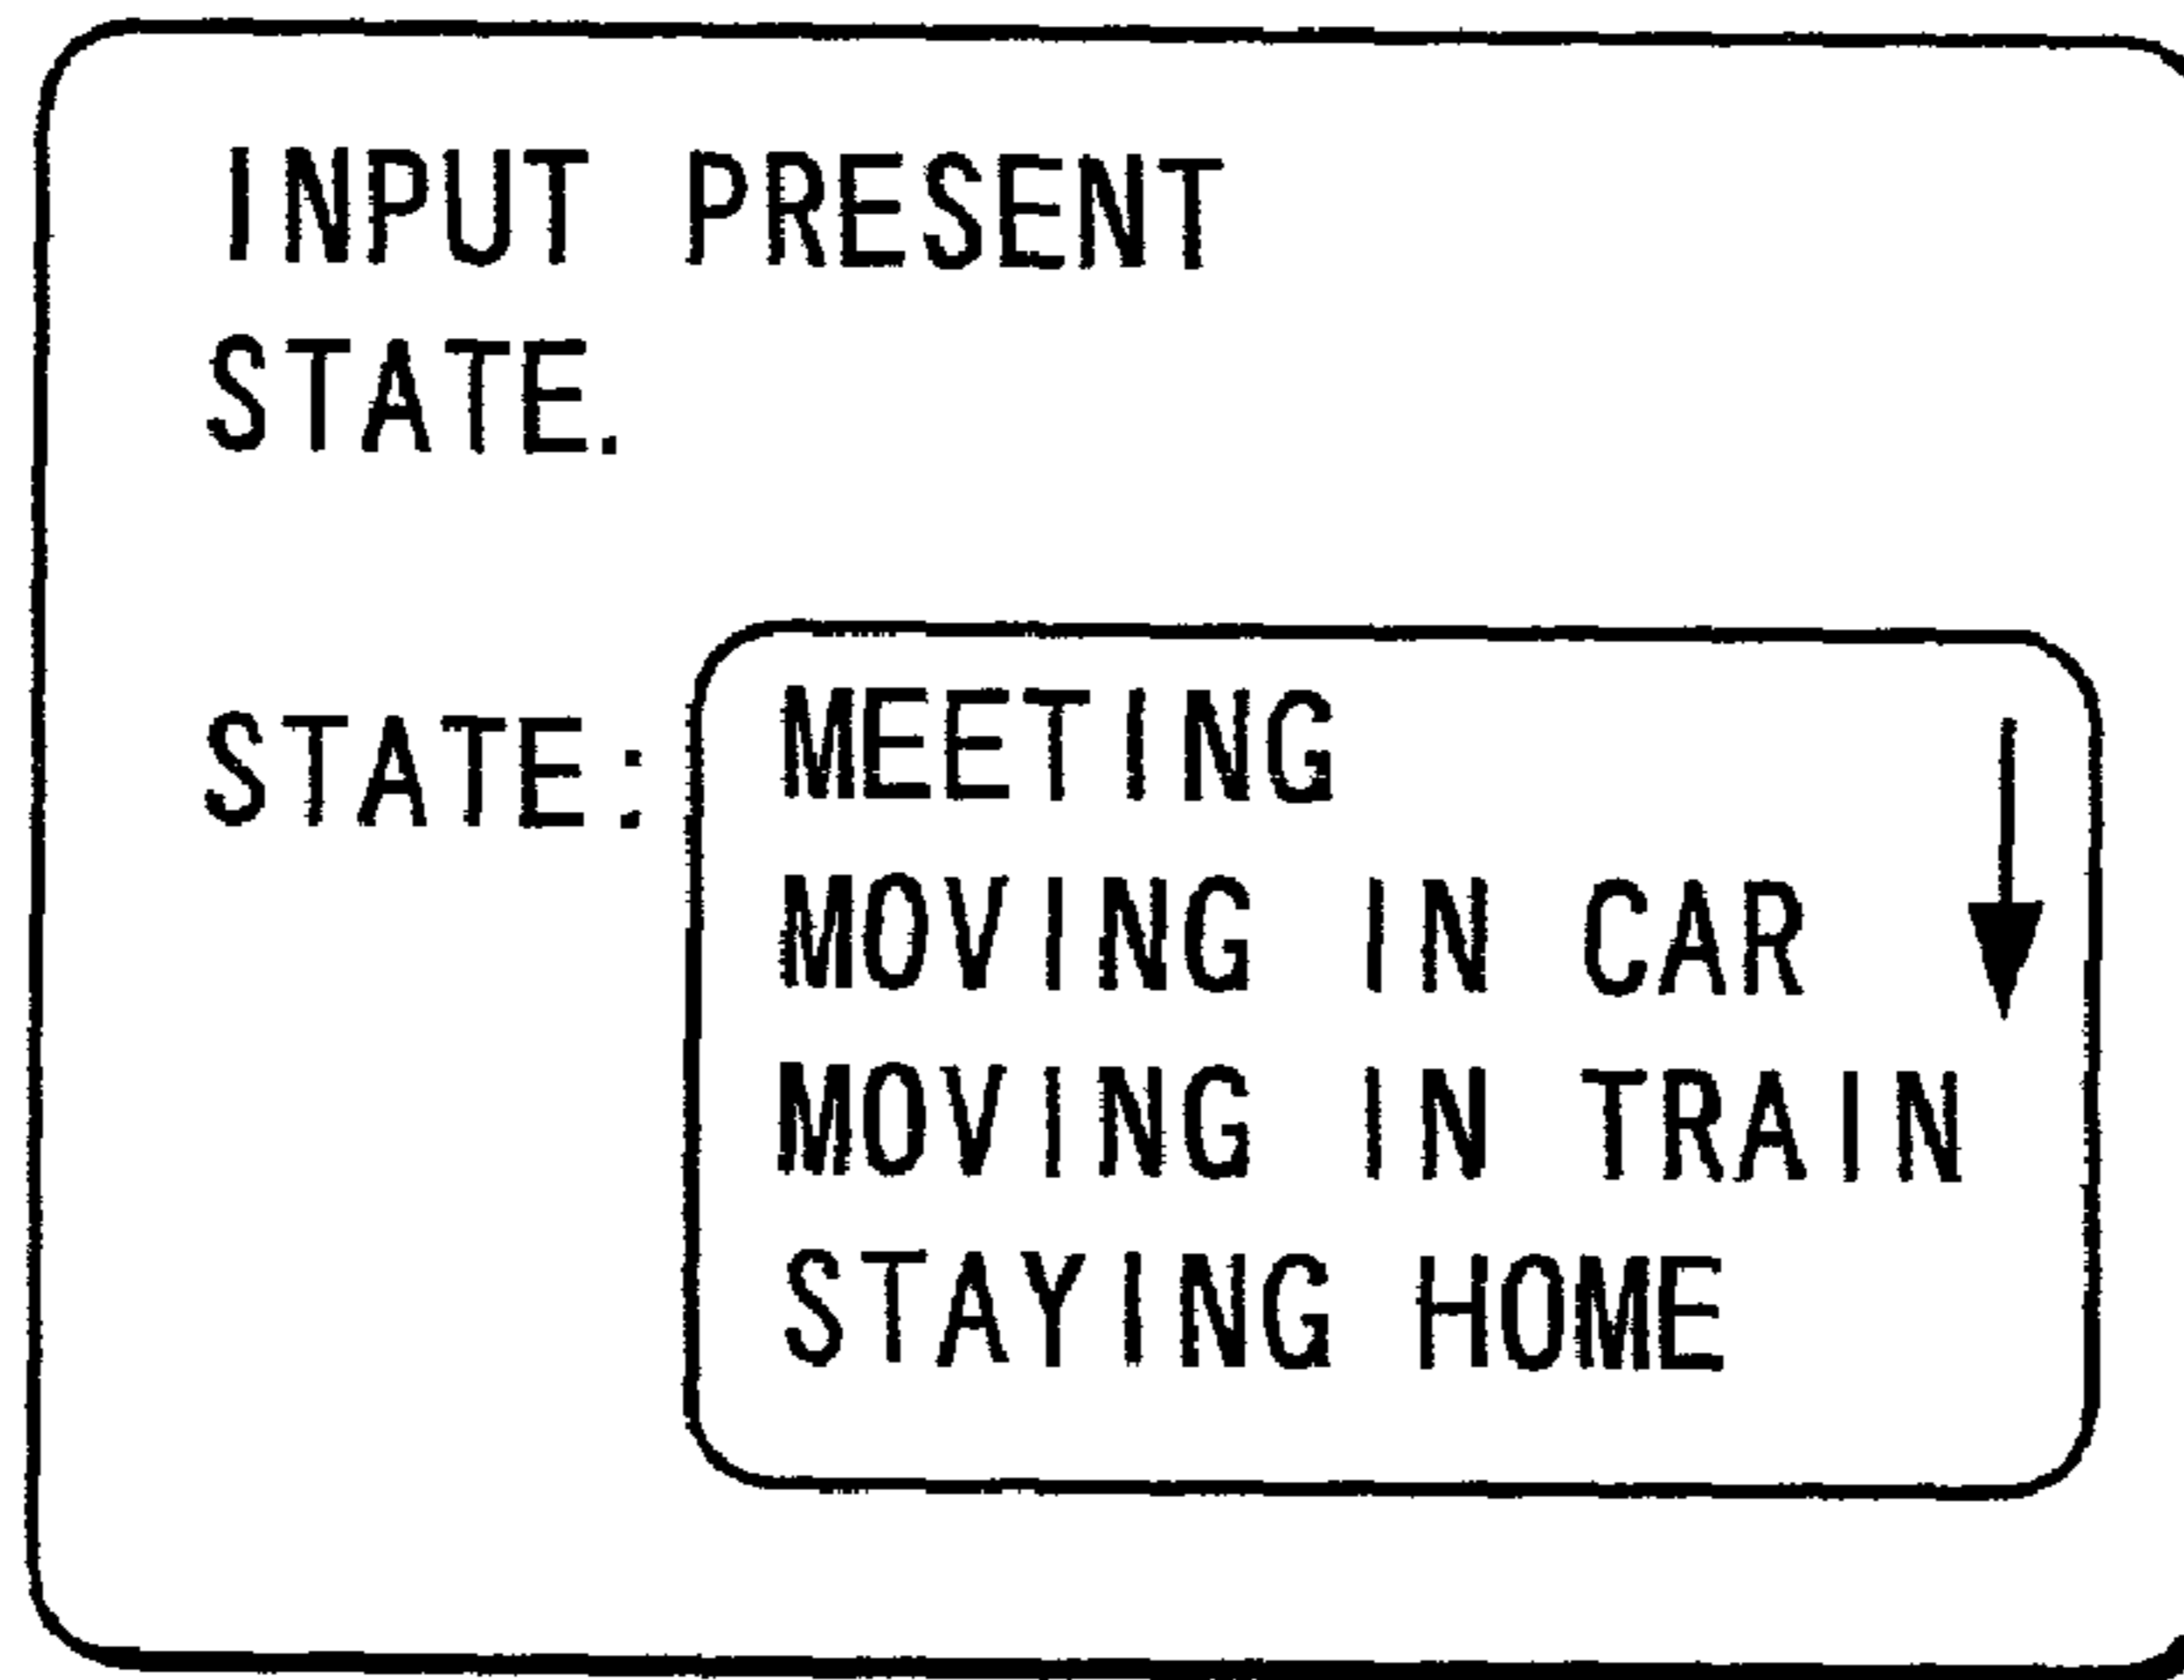 INPUT PRESENT
STATE.
STATE: MEETING
MOVING IN CAR
MOVING IN TRAIN
STAYING HOME